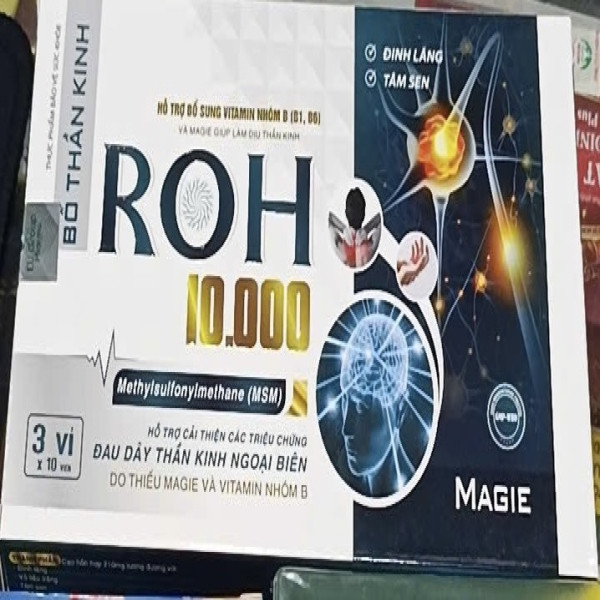 THỰC PHẨM BẢO VỆ SỨC KHỎE
BỔ THẦN KINH
HỖ TRỢ BỔ SUNG VITAMIN NHÓM B (B1, B6)
VÀ MAGIE GIÚP LÀM DỊU THẦN KINH
ROH
10.000
Methylsulfonylmethane (MSM)
3 VỈ
x 10 VIÊN
HỖ TRỢ CẢI THIỆN CÁC TRIỆU CHỨNG
ĐAU DÂY THẦN KINH NGOẠI BIÊN
DO THIẾU MAGIE VÀ VITAMIN NHÓM B
ĐINH LĂNG
TÂM SEN
GMP-WHO
MAGIE
Plus